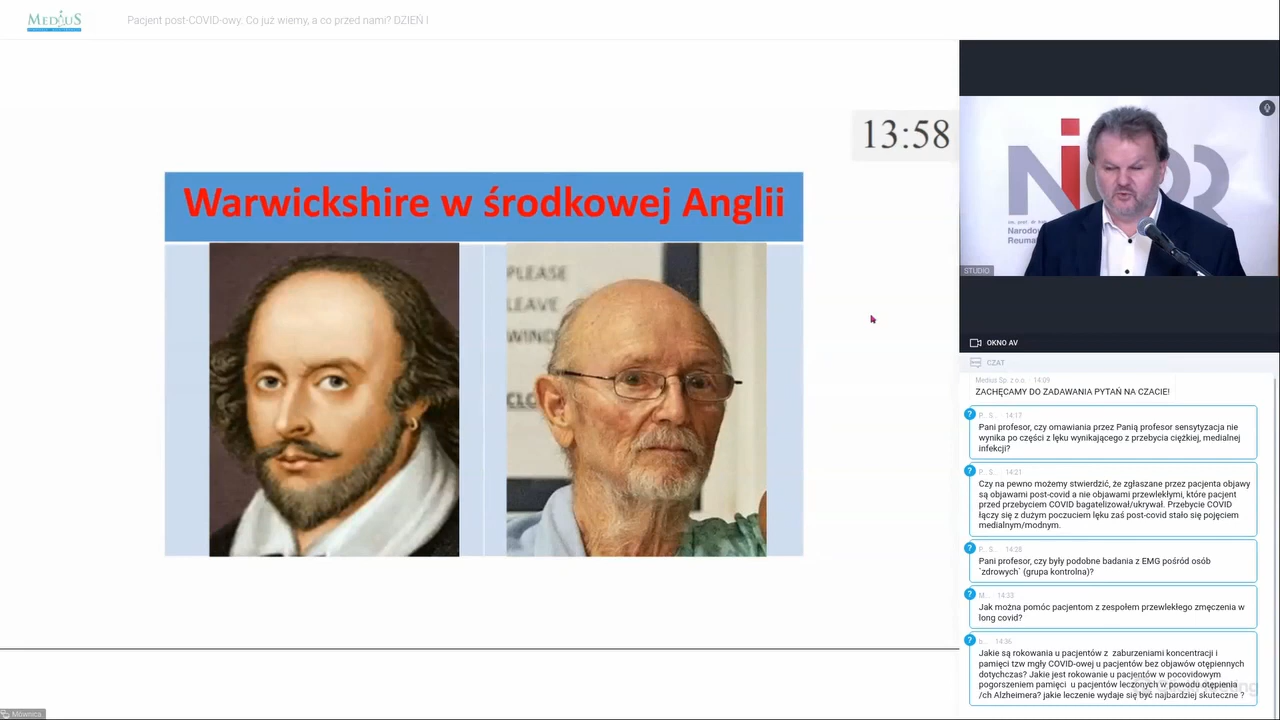 MEDiUS
Pacjent post-COVID-owy. Co już wiemy, a co przed nami? DZIEŃ I
13:58
Warwickshire w środkowej Anglii
PLEASE
LEAVE
WIND
CLO
Narodo
Reuma
STUDIO
OKNO AV
CZAT
Medius Sp. z o.o. · 14:09
ZACHĘCAMY DO ZADAWANIA PYTAŃ NA CZACIE!
? P... S... 14:17
Pani profesor, czy omawiania przez Panią profesor sensytyzacja nie
wynika po części z lęku wynikającego z przebycia ciężkiej, medialnej
infekcji?
? P... S... 14:21
Czy na pewno możemy stwierdzić, że zgłaszane przez pacjenta objawy
są objawami post-covid a nie objawami przewlekłymi, które pacjent
przed przebyciem COVID bagatelizował/ukrywał. Przebycie COVID
łączy się z dużym poczuciem lęku zaś post-covid stało się pojęciem
medialnym/modnym.
? P... S... 14:28
Pani profesor, czy były podobne badania z EMG pośród osób
`zdrowych` (grupa kontrolna)?
? M... 14:33
Jak można pomóc pacjentom z zespołem przewlekłego zmęczenia w
long covid?
? b... 14:36
Jakie są rokowania u pacjentów z zaburzeniami koncentracji i
pamięci tzw mgły COVID-owej u pacjentów bez objawów otępiennych
dotychczas? Jakie jest rokowanie u pacjentów w pocovidowym
pogorszeniem pamięci u pacjentów leczonych w powodu otępienia
/ch Alzheimera? jakie leczenie wydaje się być najbardziej skuteczne ?
Mównica